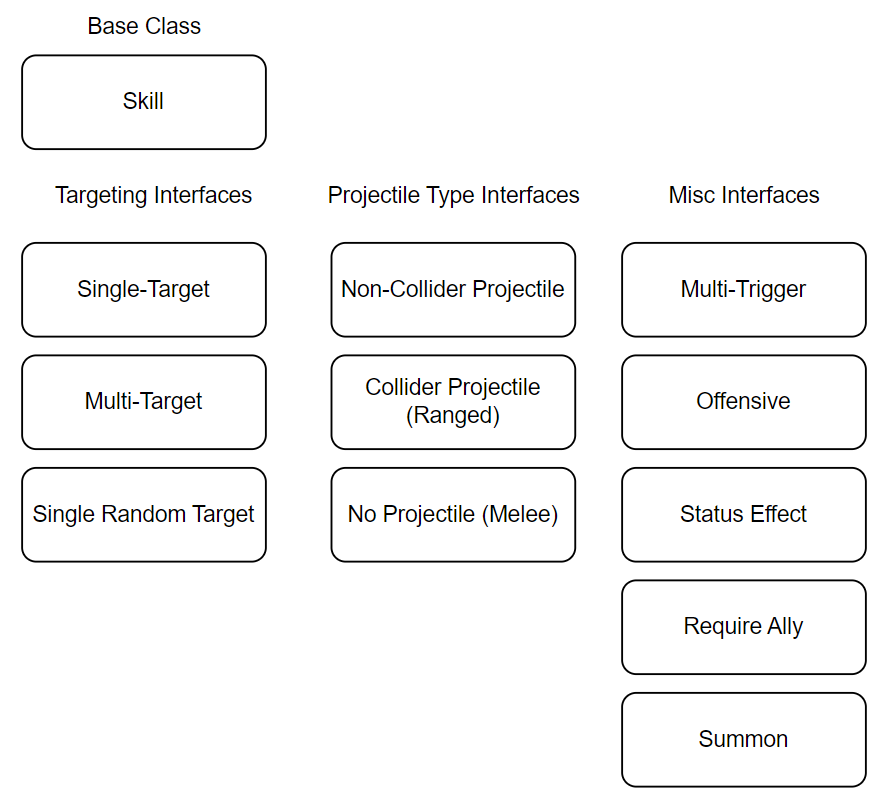 Base Class
Skill
Targeting Interfaces
Single-Target
Multi-Target
Single Random Target
Projectile Type Interfaces
Non-Collider Projectile
Collider Projectile
(Ranged)
No Projectile (Melee)
Misc Interfaces
Multi-Trigger
Offensive
Status Effect
Require Ally
Summon